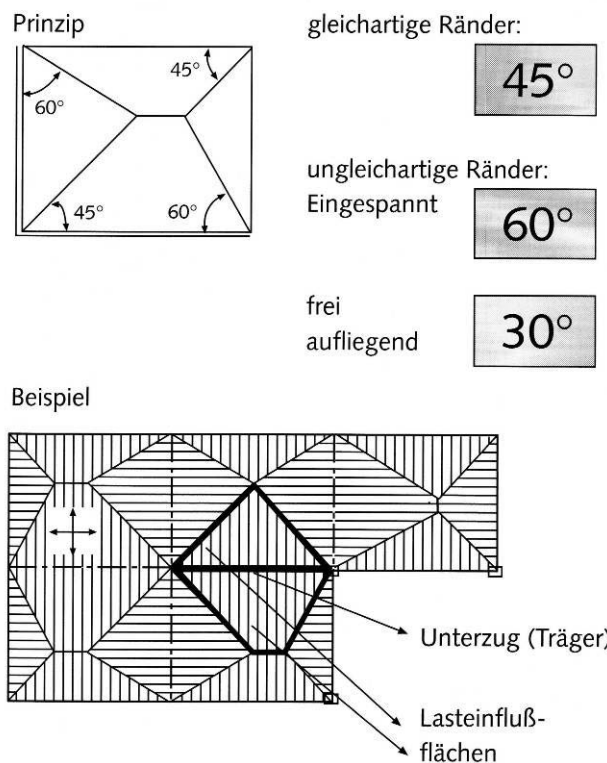 Prinzip
45°
60°
45°
60°
gleichartige Ränder:
45°
ungleichartige Ränder:
Eingespannt
60°
frei
aufliegend
30°
Beispiel
Unterzug (Träger)
Lasteinfluß-
flächen